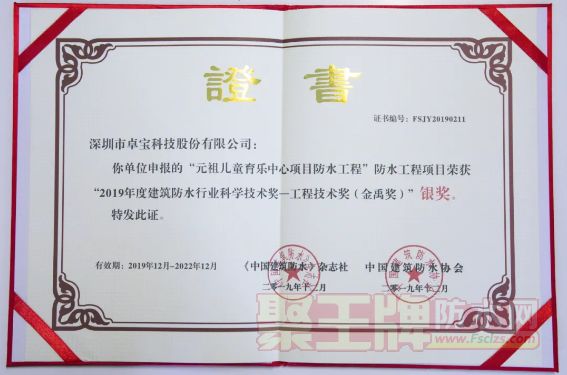 證書
证书编号：FSJY20190211
深圳市卓宝科技股份有限公司：
你单位申报的“元祖儿童育乐中心项目防水工程”防水工程项目荣获
“2019年度建筑防水行业科学技术奖—工程技术奖（金禹奖）”银奖。
特发此证。
有效期：2019年12月-2022年12月
《中国建筑防水》杂志社 中国建筑防水协会
二〇一九年十二月 二〇一九年十二月
聚王牌防水网
www.Fsclzs.com